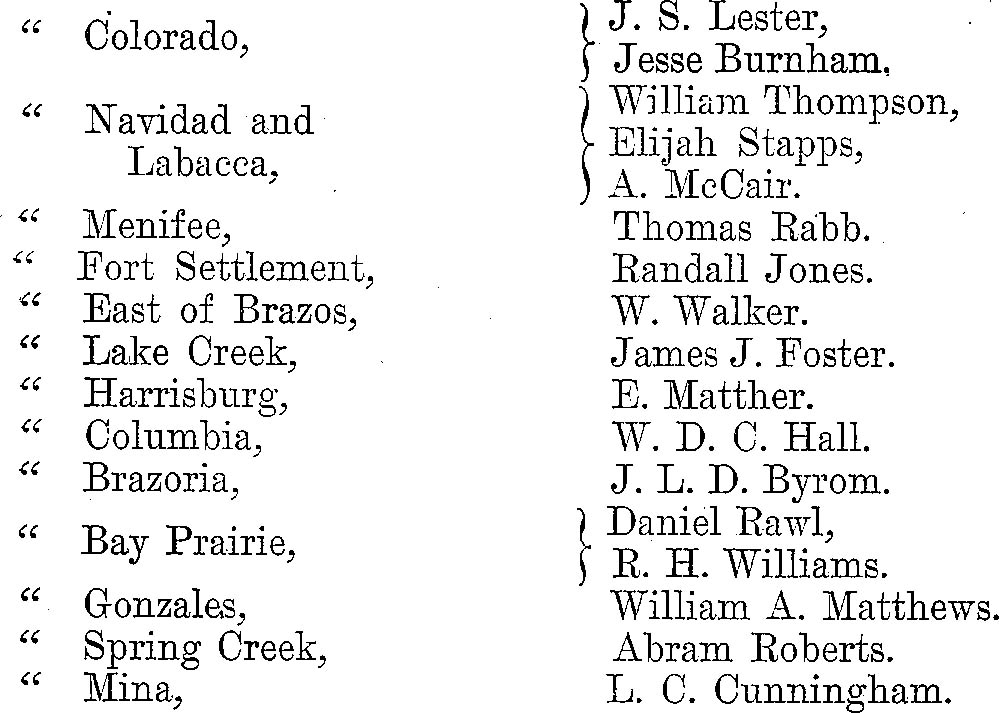 “ Colorado, } J. S. Lester,
Jesse Burnham,
“ Navidad and Labacca, } William Thompson,
Elijah Stapps,
A. McCair.
“ Menifee, Thomas Rabb.
“ Fort Settlement, Randall Jones.
“ East of Brazos, W. Walker.
“ Lake Creek, James J. Foster.
“ Harrisburg, E. Matther.
“ Columbia, W. D. C. Hall.
“ Brazoria, J. L. D. Byrom.
“ Bay Prairie, } Daniel Rawl,
R. H. Williams.
“ Gonzales, William A. Matthews.
“ Spring Creek, Abram Roberts.
“ Mina, L. C. Cunningham.